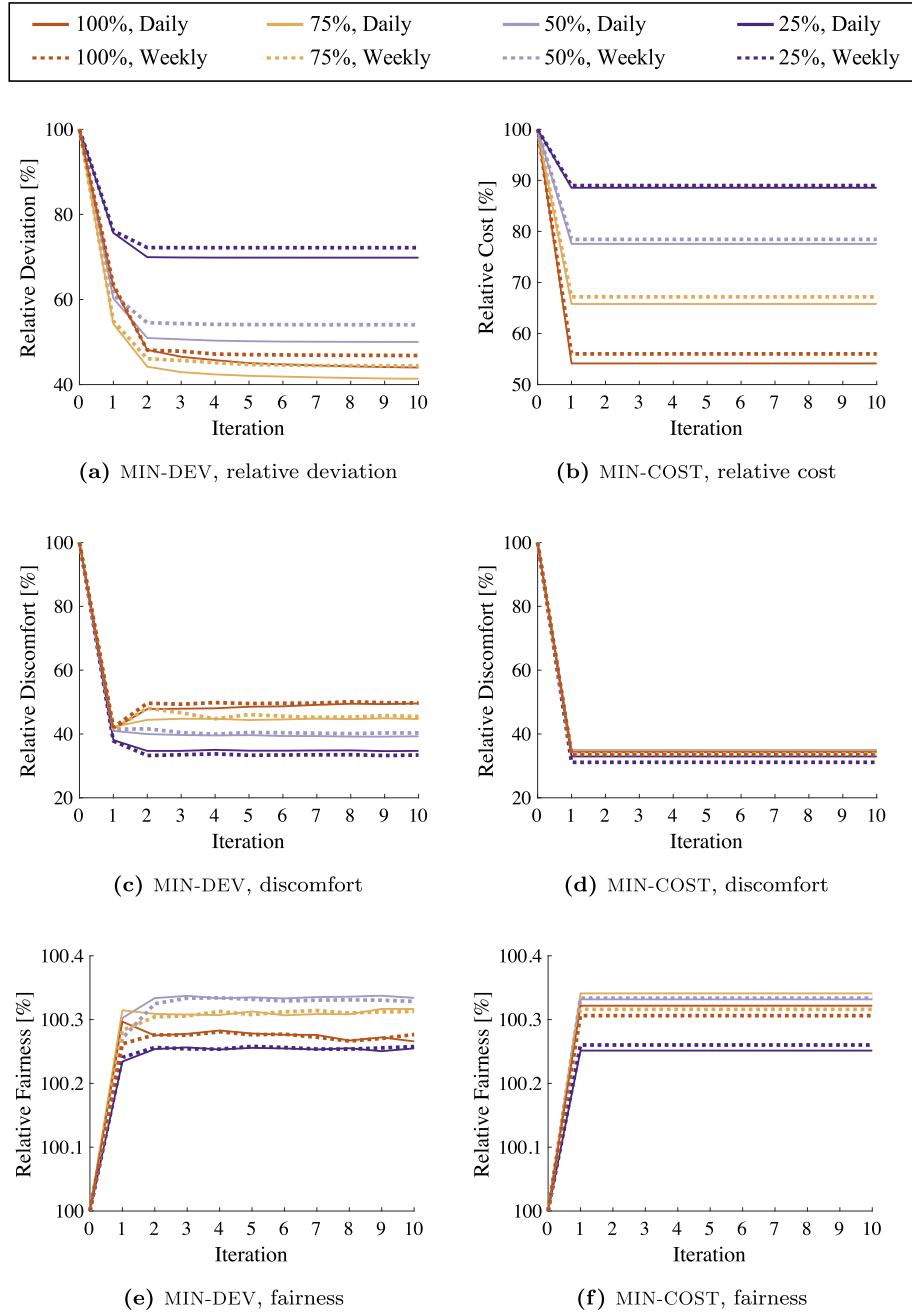 100%, Daily 75%, Daily 50%, Daily 25%, Daily
100%, Weekly 75%, Weekly 50%, Weekly 25%, Weekly
Relative Deviation [%]
100
80
60
40
0 1 2 3 4 5 6 7 8 9 10
Iteration
(a) MIN-DEV, relative deviation
Relative Cost [%]
100
90
80
70
60
50
0 1 2 3 4 5 6 7 8 9 10
Iteration
(b) MIN-COST, relative cost
Relative Discomfort [%]
100
80
60
40
20
0 1 2 3 4 5 6 7 8 9 10
Iteration
(c) MIN-DEV, discomfort
Relative Discomfort [%]
100
80
60
40
20
0 1 2 3 4 5 6 7 8 9 10
Iteration
(d) MIN-COST, discomfort
Relative Fairness [%]
100.4
100.3
100.2
100.1
100
0 1 2 3 4 5 6 7 8 9 10
Iteration
(e) MIN-DEV, fairness
Relative Fairness [%]
100.4
100.3
100.2
100.1
100
0 1 2 3 4 5 6 7 8 9 10
Iteration
(f) MIN-COST, fairness